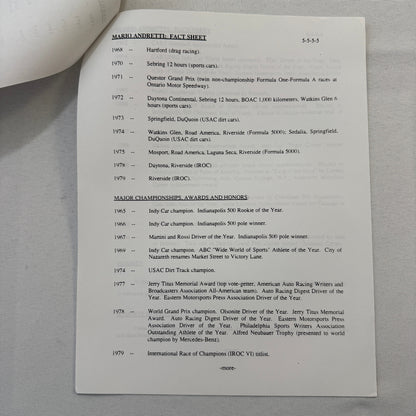 MARIO ANDRETTI: FACT SHEET 5-5-5-5
1968 -- Hartford (drag racing).
1970 -- Sebring 12 hours (sports cars).
1971 -- Questor Grand Prix (twin non-championship Formula One-Formula A races at
Ontario Motor Speedway).
1972 -- Daytona Continental, Sebring 12 hours, BOAC 1,000 kilometers, Watkins Glen 6
hours (sports cars).
1973 -- Springfield, DuQuoin (USAC dirt cars).
1974 -- Watkins Glen, Road America, Riverside (Formula 5000); Sedalia, Springfield,
DuQuoin (USAC dirt cars).
1975 -- Mosport, Road America, Laguna Seca, Riverside (Formula 5000).
1978 -- Daytona, Riverside (IROC).
1979 -- Riverside (IROC).
MAJOR CHAMPIONSHIPS, AWARDS AND HONORS:
1965 -- Indy Car champion. Indianapolis 500 Rookie of the Year.
1966 -- Indy Car champion. Indianapolis 500 pole winner.
1967 -- Martini and Rossi Driver of the Year. Indianapolis 500 pole winner.
1969 -- Indy Car champion. ABC "Wide World of Sports" Athlete of the Year. City of
Nazareth renames Market Street to Victory Lane.
1974 -- USAC Dirt Track champion.
1977 -- Jerry Titus Memorial Award (top vote-getter, American Auto Racing Writers and
Broadcasters Association All-American team). Auto Racing Digest Driver of the
Year. Eastern Motorsports Press Association Driver of the Year.
1978 -- World Grand Prix champion. Olsonite Driver of the Year. Jerry Titus Memorial
Award. Auto Racing Digest Driver of the Year. Eastern Motorsports Press
Association Driver of the Year. Philadelphia Sports Writers Association
Outstanding Athlete of the Year. Alfred Neubauer Trophy (presented to world
champion by Mercedes-Benz).
1979 -- International Race of Champions (IROC VI) titlist.
-more-